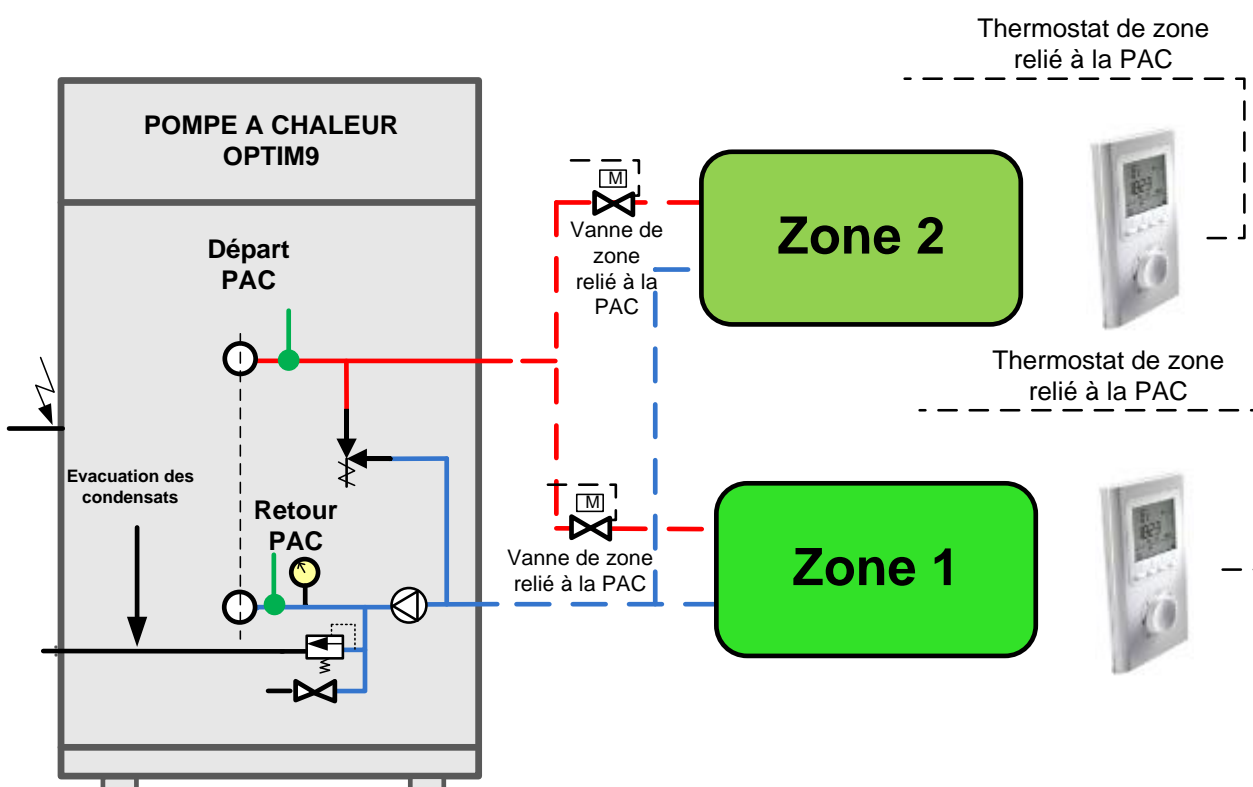 Thermostat de zone
relié à la PAC
POMPE A CHALEUR
OPTIM9
M
Zone 2
Vanne de
zone
relié à la
PAC
Départ
PAC
Thermostat de zone
relié à la PAC
Evacuation des
condensats
Retour
PAC
M
Vanne de zone
relié à la PAC
Zone 1